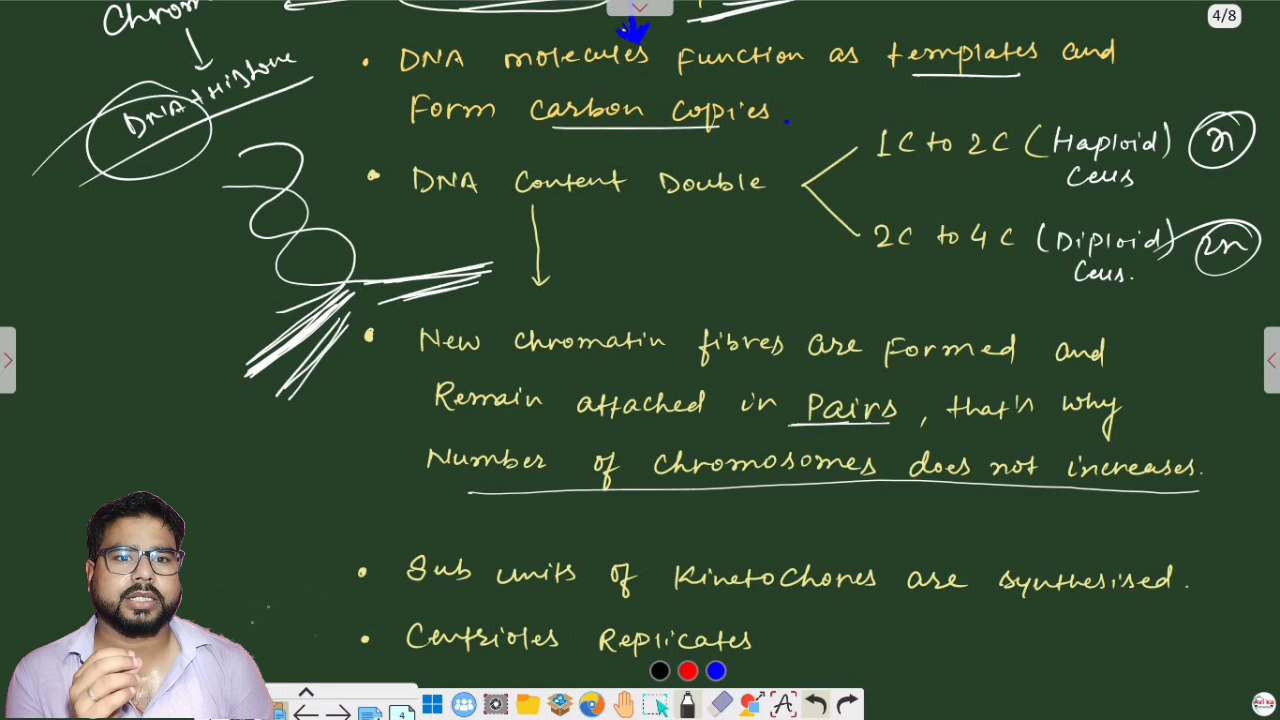 Chrom
4/8
DNA + Histone
• DNA molecules function as templates and
Form carbon copies.
• DNA Content Double
1C to 2C (Haploid) n
Cells
2C to 4C (Diploid) 2n
Cells.
• New chromatin fibres are formed and
Remain attached in Pairs, that's why
Number of chromosomes does not increases.
• Sub units of Kinetochores are synthesised.
• Centrioles Replicates
4